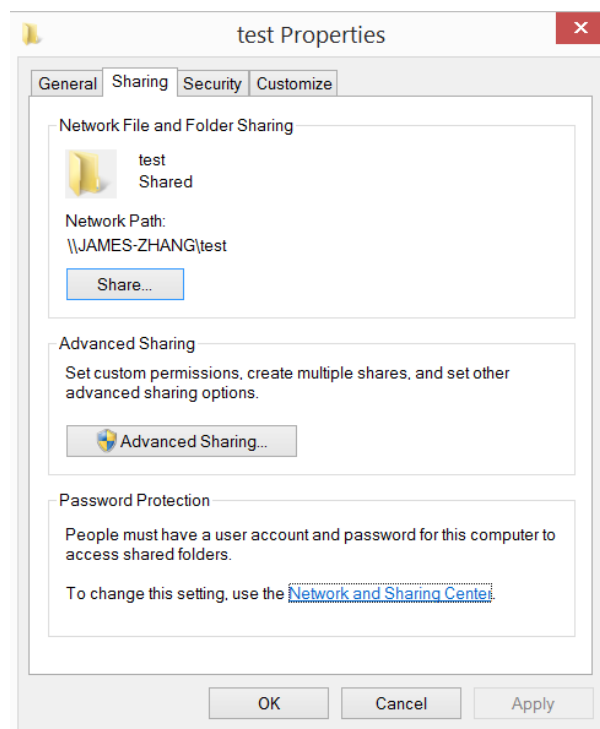 test Properties
General Sharing Security Customize
Network File and Folder Sharing
test
Shared
Network Path:
\\JAMES-ZHANG\test
Share...
Advanced Sharing
Set custom permissions, create multiple shares, and set other
advanced sharing options.
Advanced Sharing...
Password Protection
People must have a user account and password for this computer to
access shared folders.
To change this setting, use the Network and Sharing Center.
OK Cancel Apply